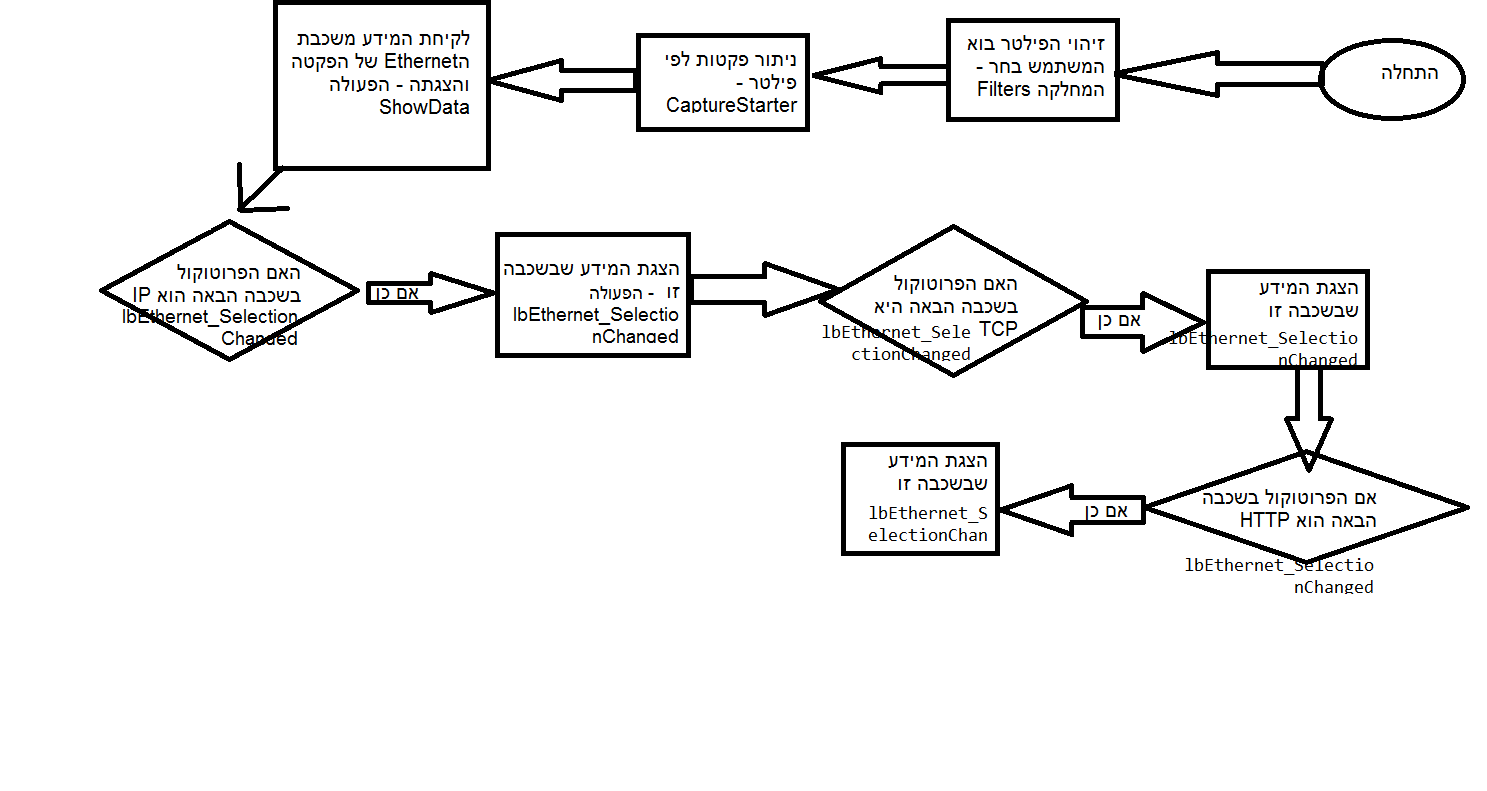 התחלה
זיהוי הפילטר בוא
המשתמש בחר -
המחלקה Filters
ניתור פקטות לפי
פילטר -
CaptureStarter
לקיחת המידע משכבת
הEthernet של הפקטה
והצגתה - הפעולה
ShowData
האם הפרוטוקול
בשכבה הבאה הוא IP
lbEthernet_Selection
Changed
אם כן
הצגת המידע שבשכבה
זו - הפעולה
lbEthernet_Selectio
nChanged
האם הפרוטוקול
בשכבה הבאה היא
TCP lbEthernet_Sele
ctionChanged
אם כן
הצגת המידע
שבשכבה זו
lbEthernet_Selectio
nChanged
אם הפרוטוקול בשכבה
הבאה הוא HTTP
lbEthernet_Selectio
nChanged
אם כן
הצגת המידע
שבשכבה זו
lbEthernet_S
electionChan